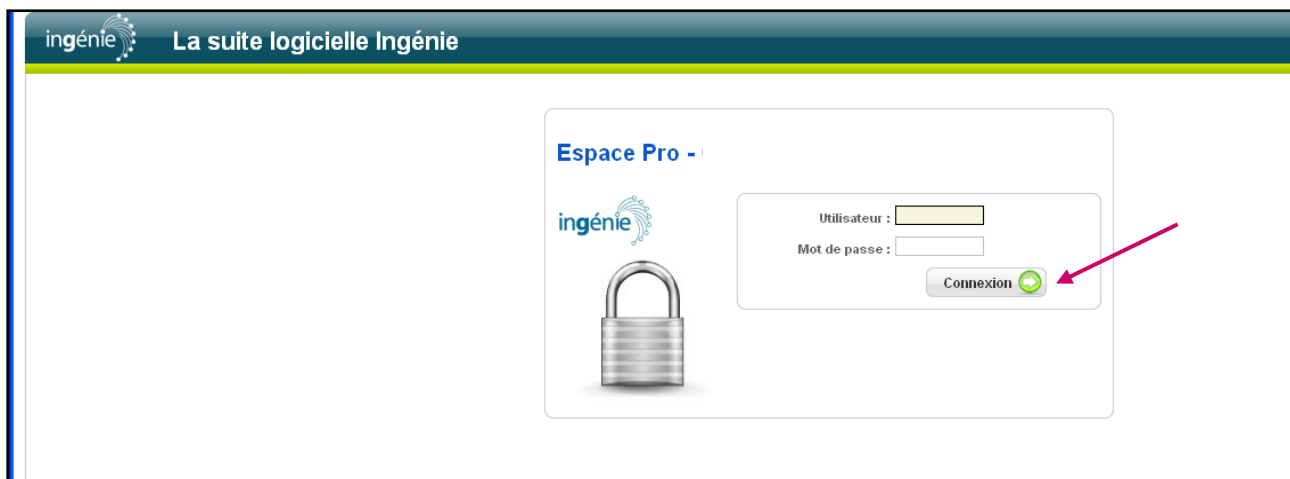 ingénie
La suite logicielle Ingénie
Espace Pro -
ingénie
Utilisateur :
Mot de passe :
Connexion